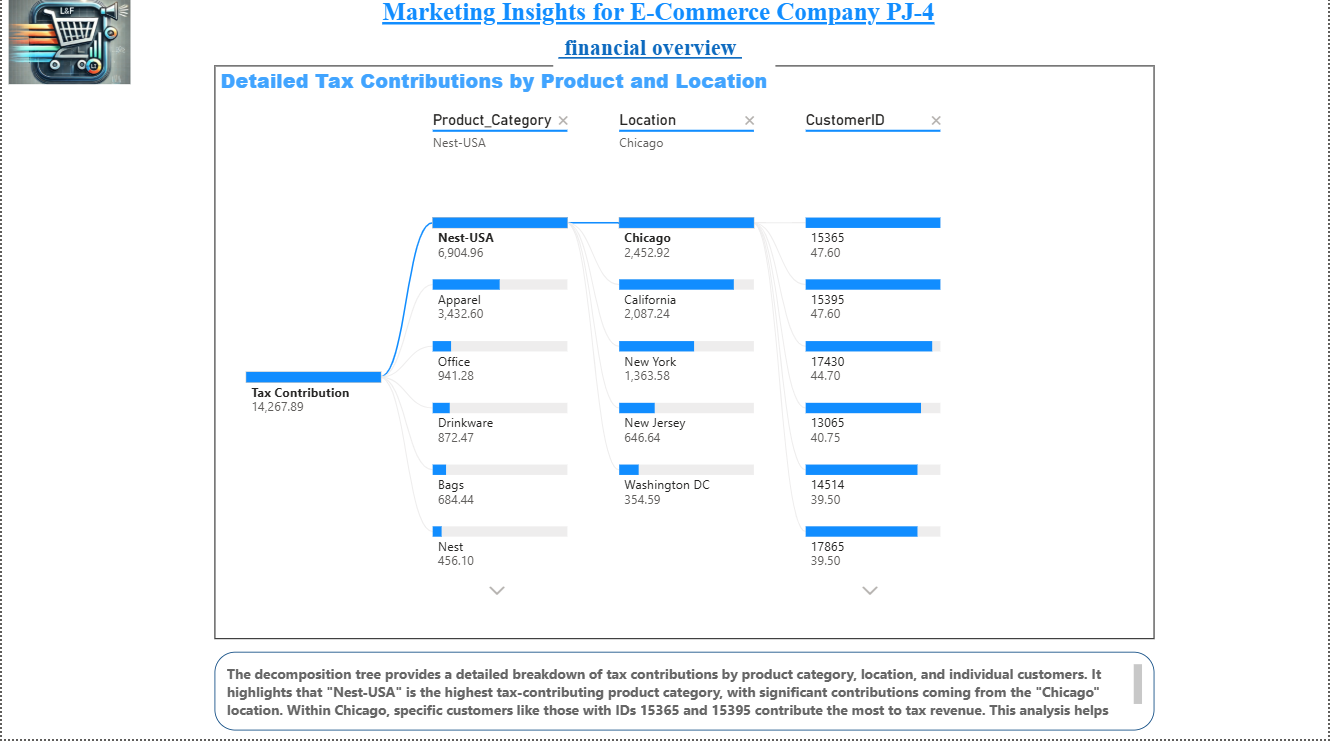 L&F
Marketing Insights for E-Commerce Company PJ-4
financial overview
Detailed Tax Contributions by Product and Location
Product_Category
Nest-USA
Location
Chicago
CustomerID
Tax Contribution
14,267.89
Nest-USA
6,904.96
Apparel
3,432.60
Office
941.28
Drinkware
872.47
Bags
684.44
Nest
456.10
Chicago
2,452.92
California
2,087.24
New York
1,363.58
New Jersey
646.64
Washington DC
354.59
15365
47.60
15395
47.60
17430
44.70
13065
40.75
14514
39.50
17865
39.50
The decomposition tree provides a detailed breakdown of tax contributions by product category, location, and individual customers. It
highlights that "Nest-USA" is the highest tax-contributing product category, with significant contributions coming from the "Chicago"
location. Within Chicago, specific customers like those with IDs 15365 and 15395 contribute the most to tax revenue. This analysis helps